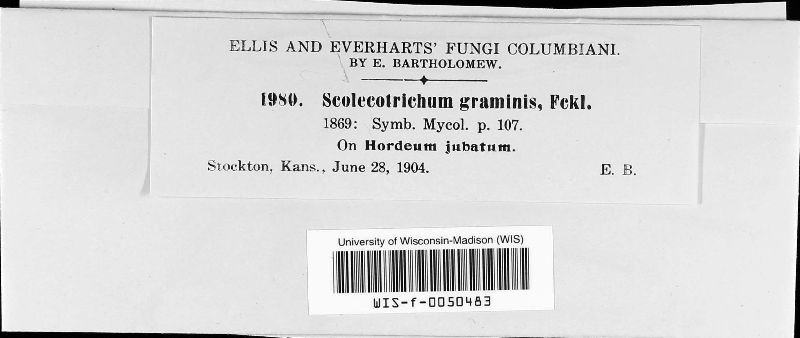 ELLIS AND EVERHARTS' FUNGI COLUMBIANI.
BY E. BARTHOLOMEW.
1980. Scolecotrichum graminis, Fckl.
1869: Symb. Mycol. p. 107.
On Hordeum jubatum.
Stockton, Kans., June 28, 1904. E. B.
University of Wisconsin-Madison (WIS)
WIS-f-0050483